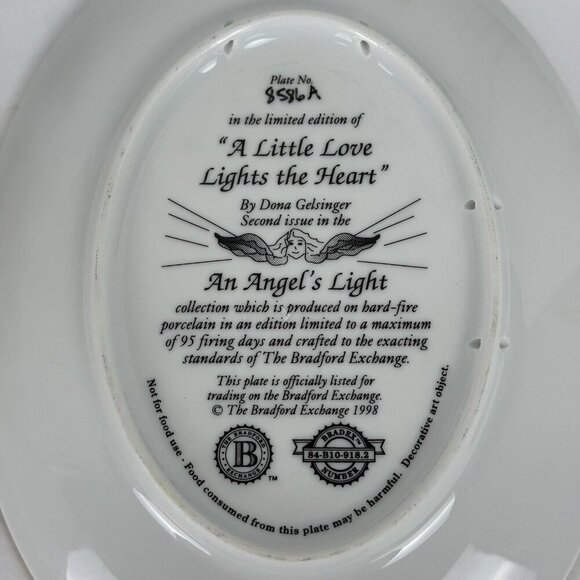 Plate No.
8586A
in the limited edition of
"A Little Love
Lights the Heart"
By Dona Gelsinger
Second issue in the
An Angel's Light
collection which is produced on hard-fire
porcelain in an edition limited to a maximum
of 95 firing days and crafted to the exacting
standards of The Bradford Exchange.
This plate is officially listed for
trading on the Bradford Exchange.
© The Bradford Exchange 1998
THE BRADFORD
B
EXCHANGE
TM
BRADEX
84-B10-918.2
NUMBER
Not for food use - Food consumed from this plate may be harmful. Decorative art object.